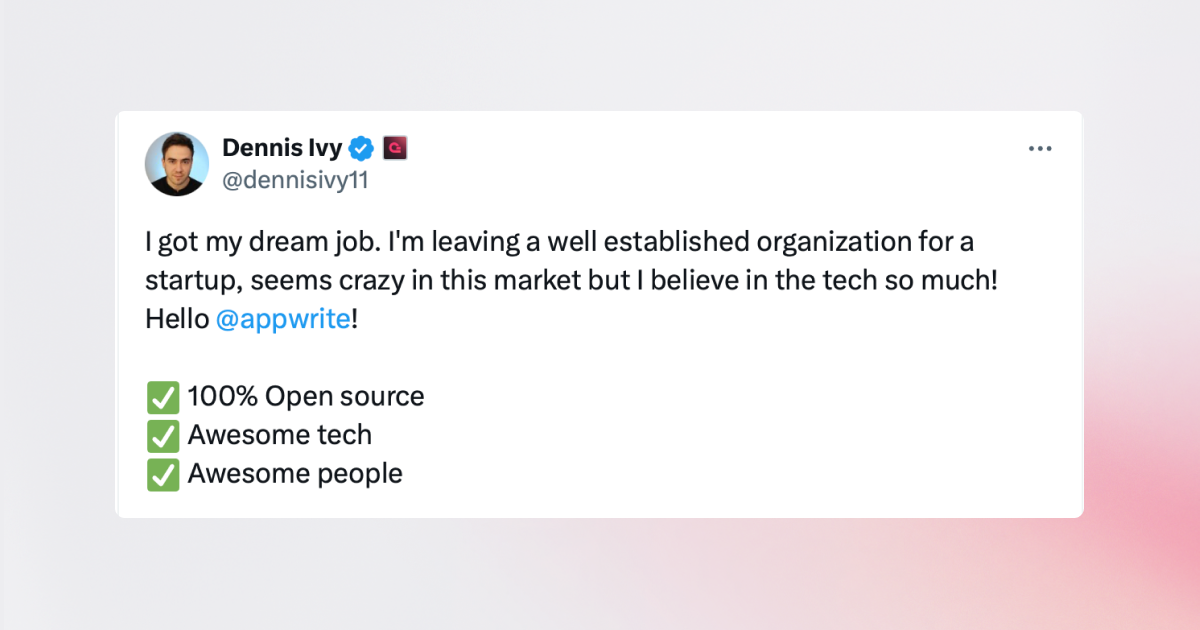 Dennis Ivy
@dennisivy11
I got my dream job. I'm leaving a well established organization for a
startup, seems crazy in this market but I believe in the tech so much!
Hello @appwrite!
✅ 100% Open source
✅ Awesome tech
✅ Awesome people